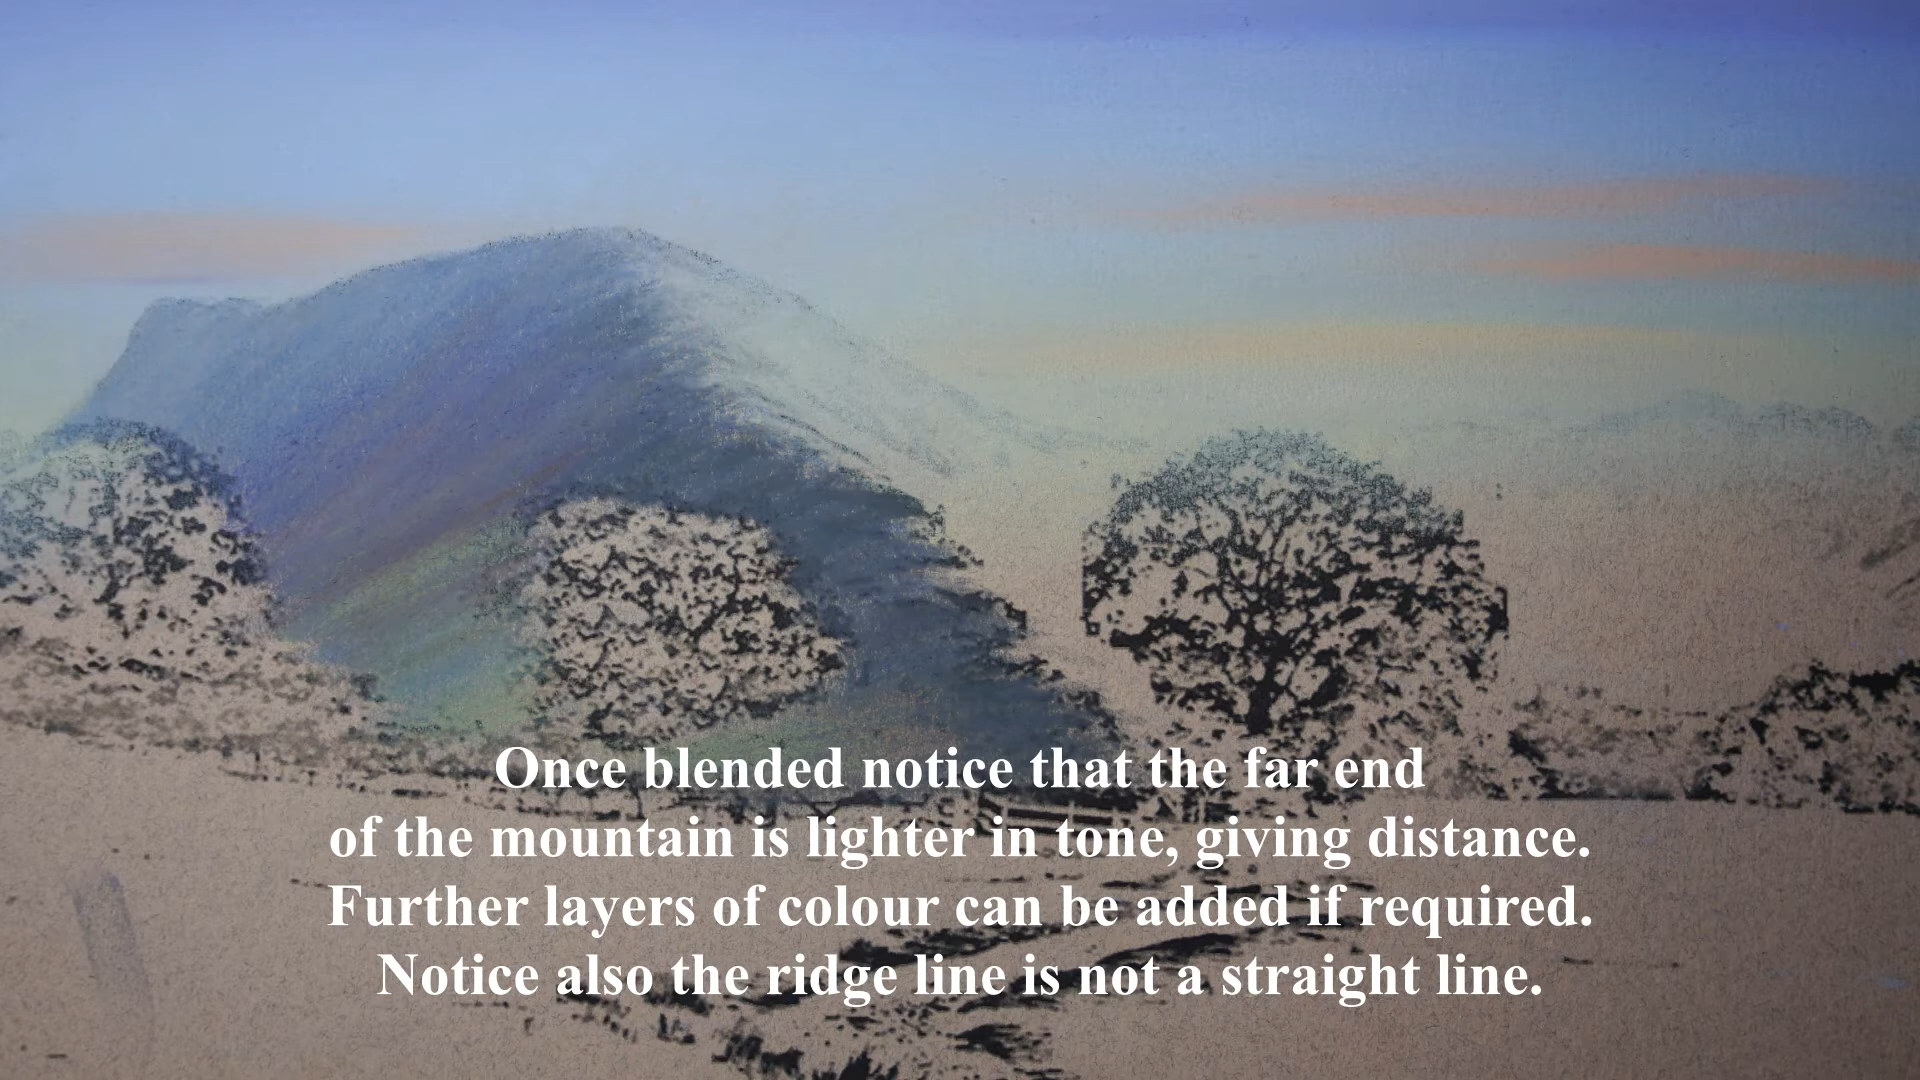 Once blended notice that the far end
of the mountain is lighter in tone, giving distance.
Further layers of colour can be added if required.
Notice also the ridge line is not a straight line.